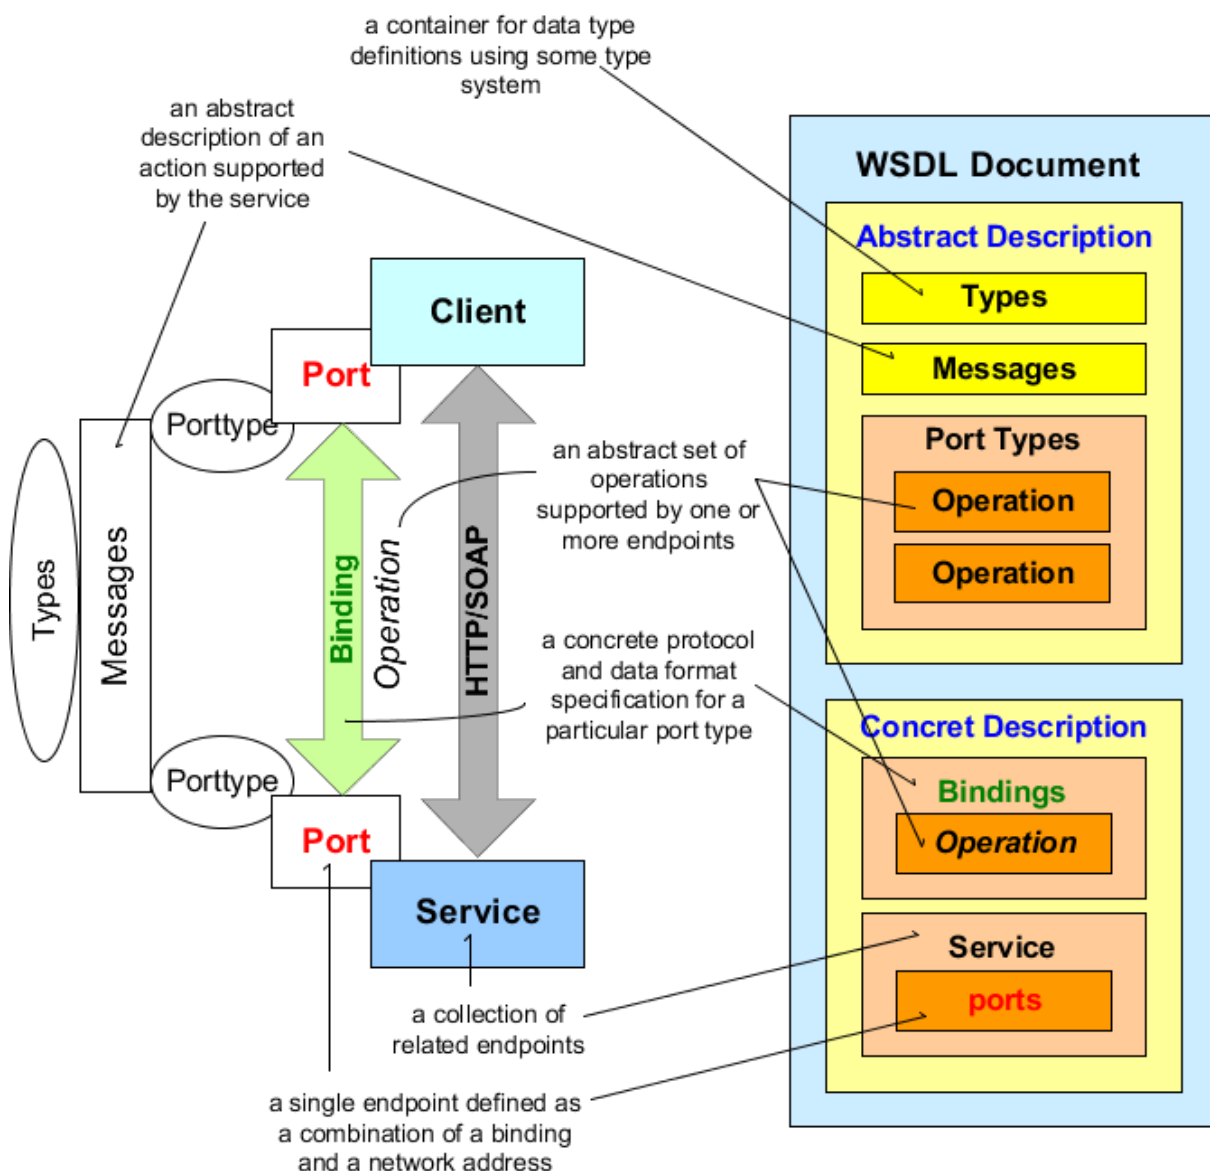 a container for data type
definitions using some type
system
an abstract
description of an
action supported
by the service
WSDL Document
Abstract Description
Types
Messages
Port Types
Operation
Operation
Concret Description
Bindings
Operation
Service
ports
Client
Port
Porttype
Types
Messages
Binding
Operation
HTTP/SOAP
an abstract set of
operations
supported by one or
more endpoints
a concrete protocol
and data format
specification for a
particular port type
Porttype
Port
Service
a collection of
related endpoints
a single endpoint defined as
a combination of a binding
and a network address